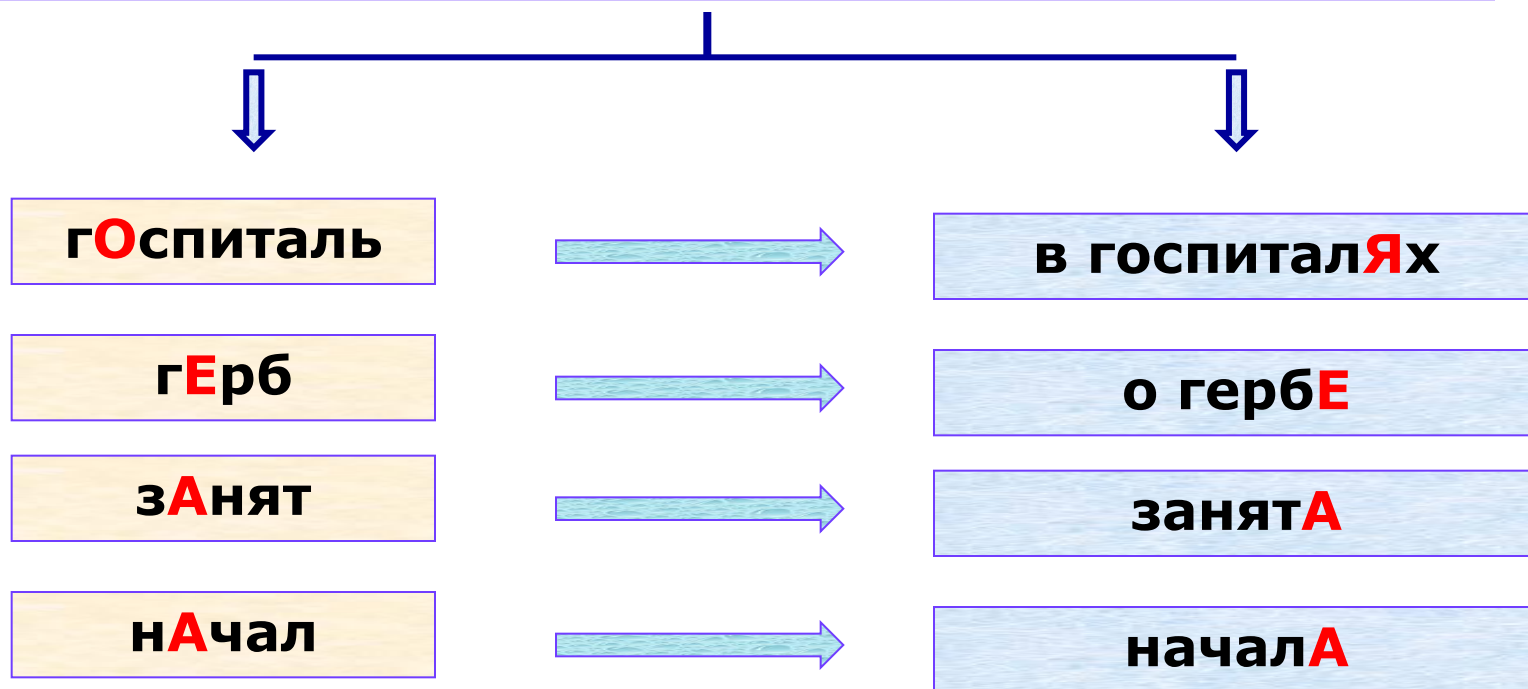 гОспиталь
в госпиталЯх
гЕрб
о гербЕ
зАнят
занятА
нАчал
началА